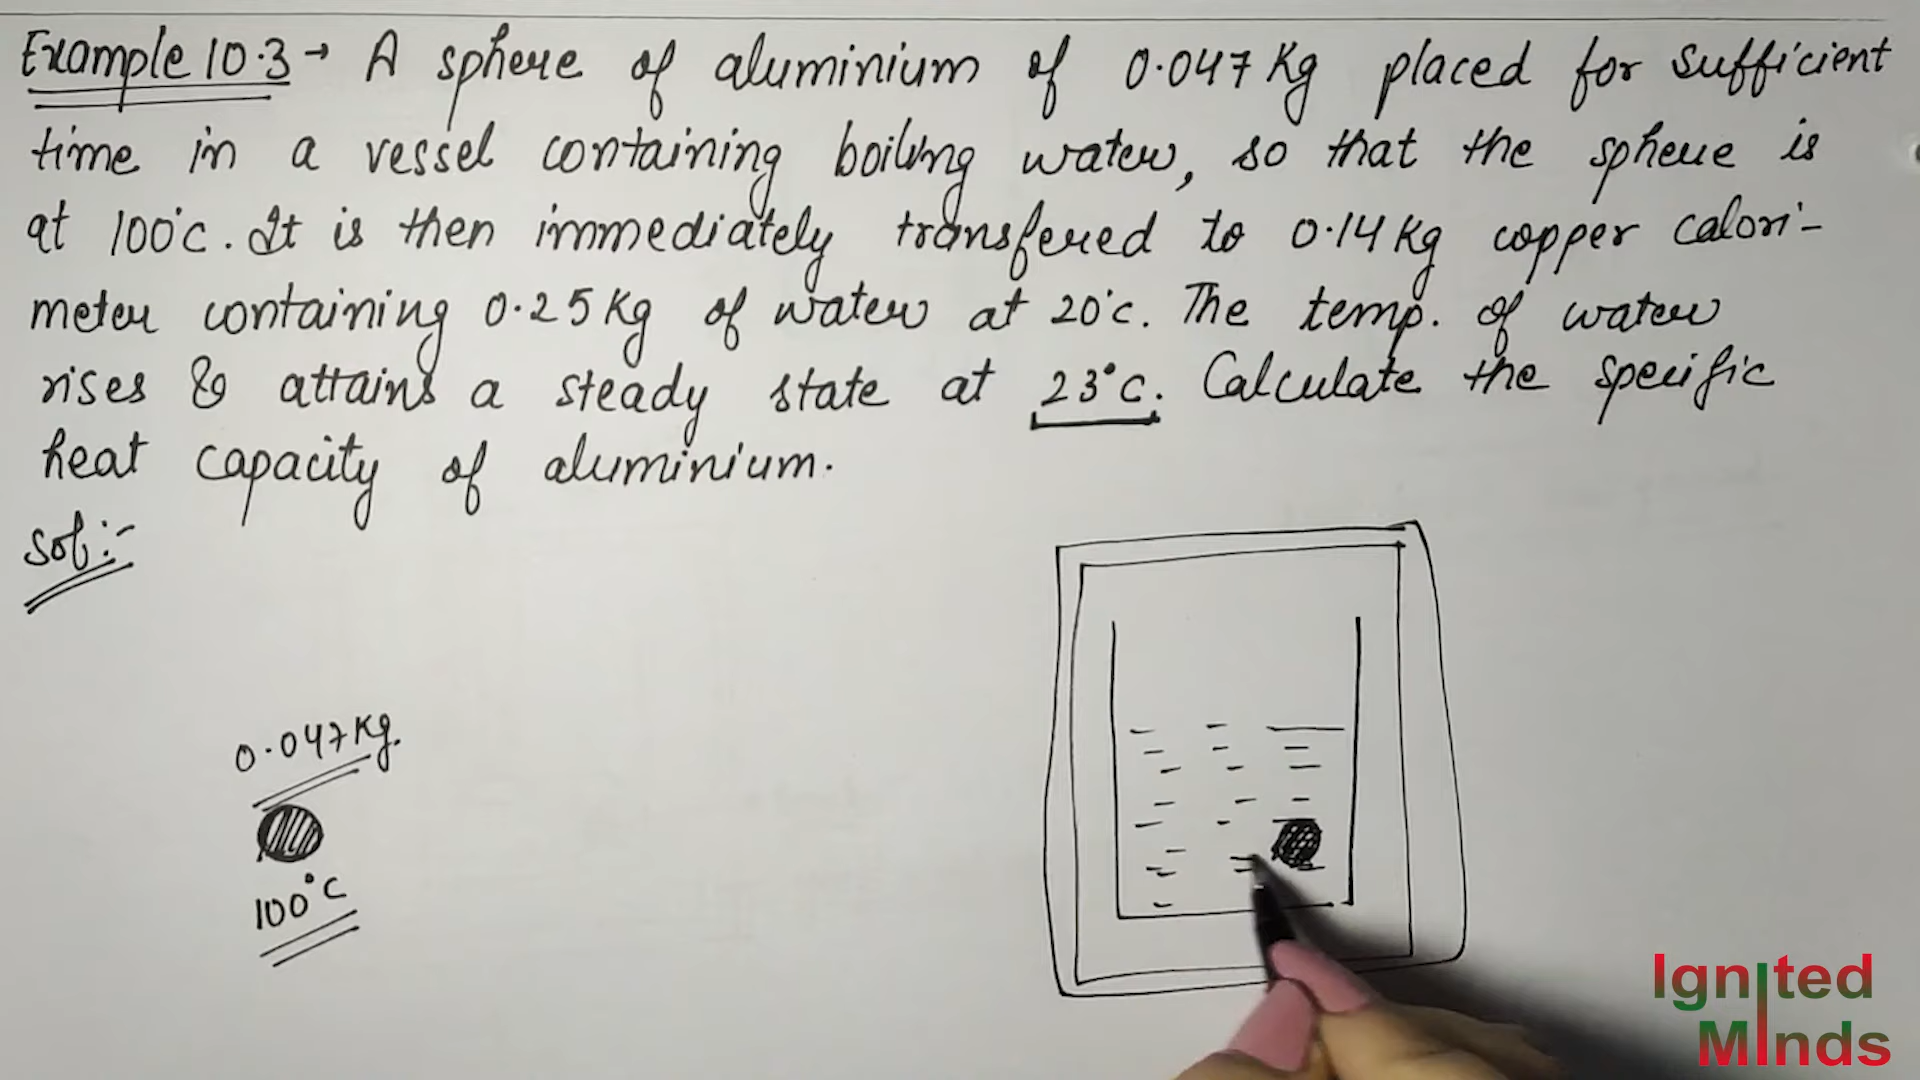 Example 10.3 → A sphere of aluminium of 0.047 Kg placed for sufficient
time in a vessel containing boiling water, so that the sphere is
at 100°c. It is then immediately transfered to 0.14 Kg copper calori-
meter containing 0.25 Kg of water at 20°c. The temp. of water
rises & attains a steady state at 23°c. Calculate the specific
heat capacity of aluminium.
Sol:-
0.047 Kg.
100°C
Ignited
Minds